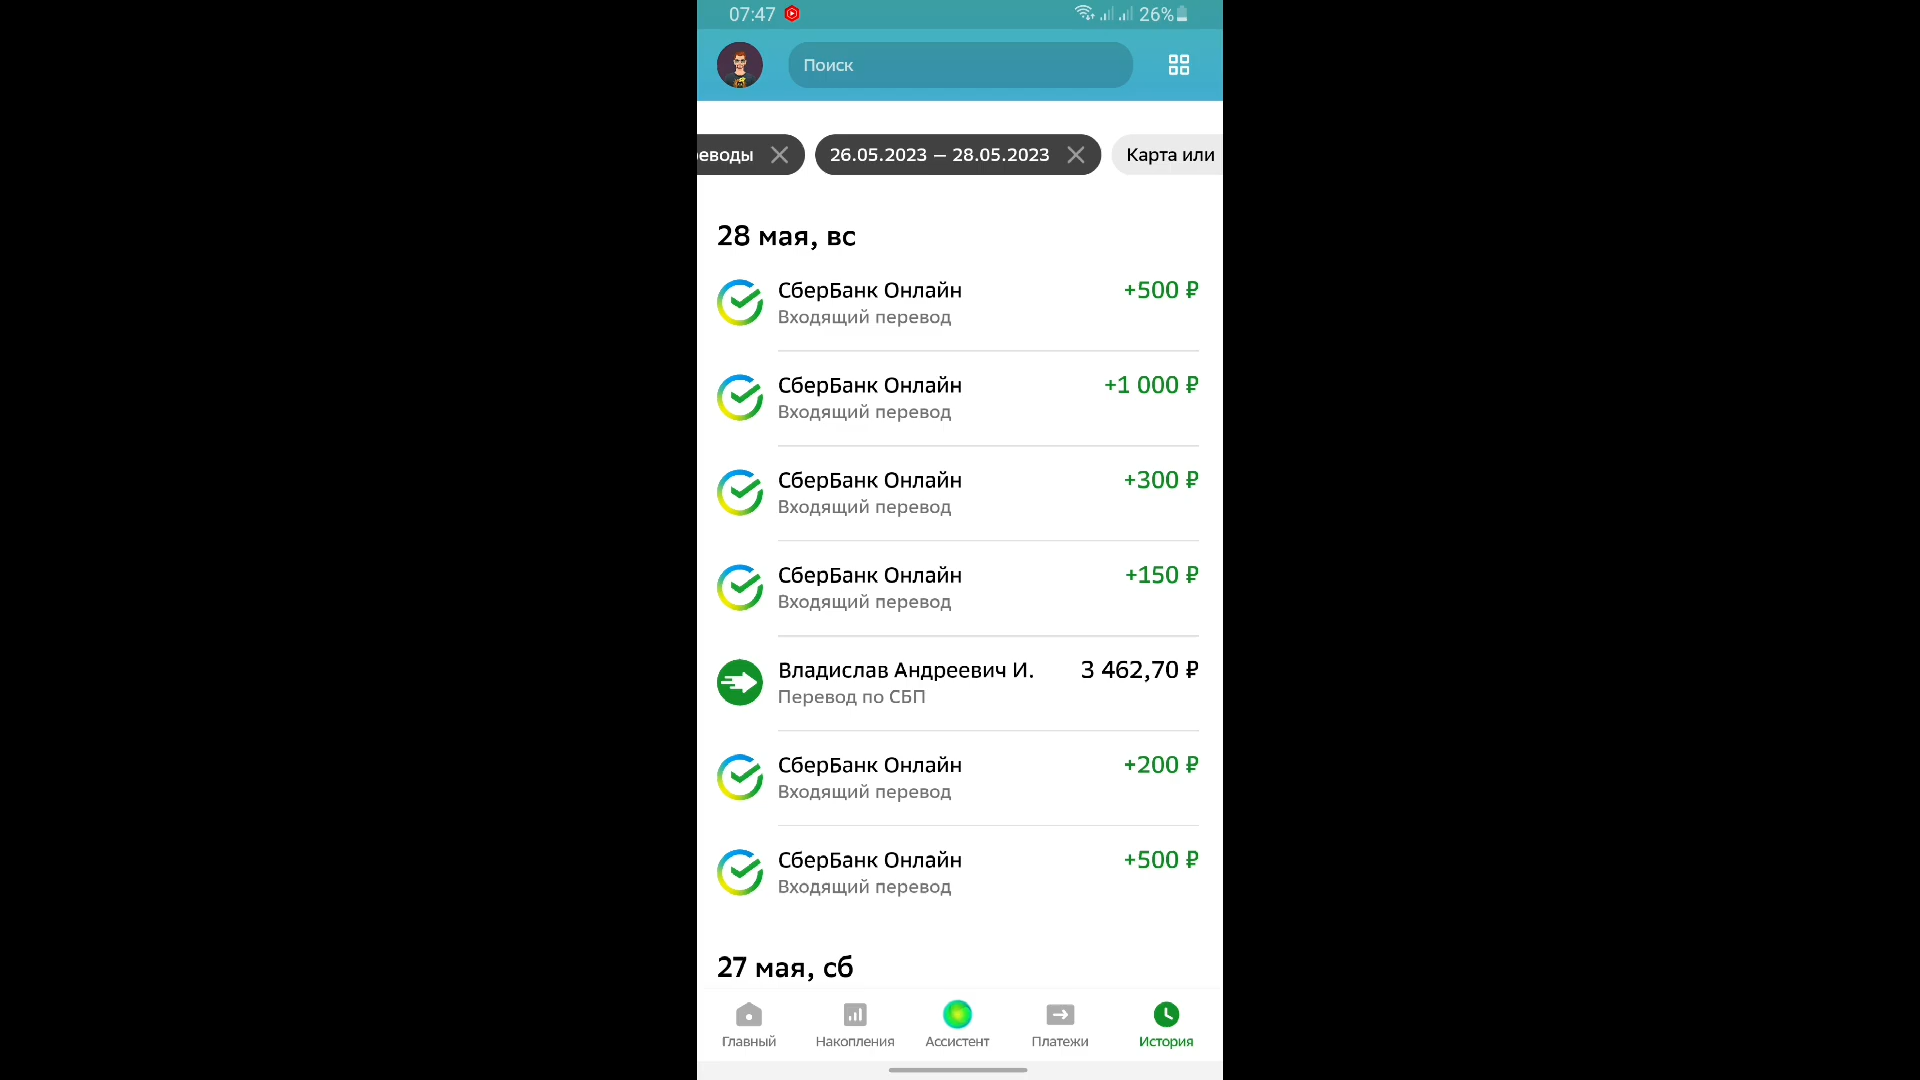 07:47
26%
Поиск
еводы
26.05.2023 — 28.05.2023
Карта или
28 мая, вс
СберБанк Онлайн
+500 ₽
Входящий перевод
СберБанк Онлайн
+1 000 ₽
Входящий перевод
СберБанк Онлайн
+300 ₽
Входящий перевод
СберБанк Онлайн
+150 ₽
Входящий перевод
Владислав Андреевич И.
3 462,70 ₽
Перевод по СБП
СберБанк Онлайн
+200 ₽
Входящий перевод
СберБанк Онлайн
+500 ₽
Входящий перевод
27 мая, сб
Главный
Накопления
Ассистент
Платежи
История